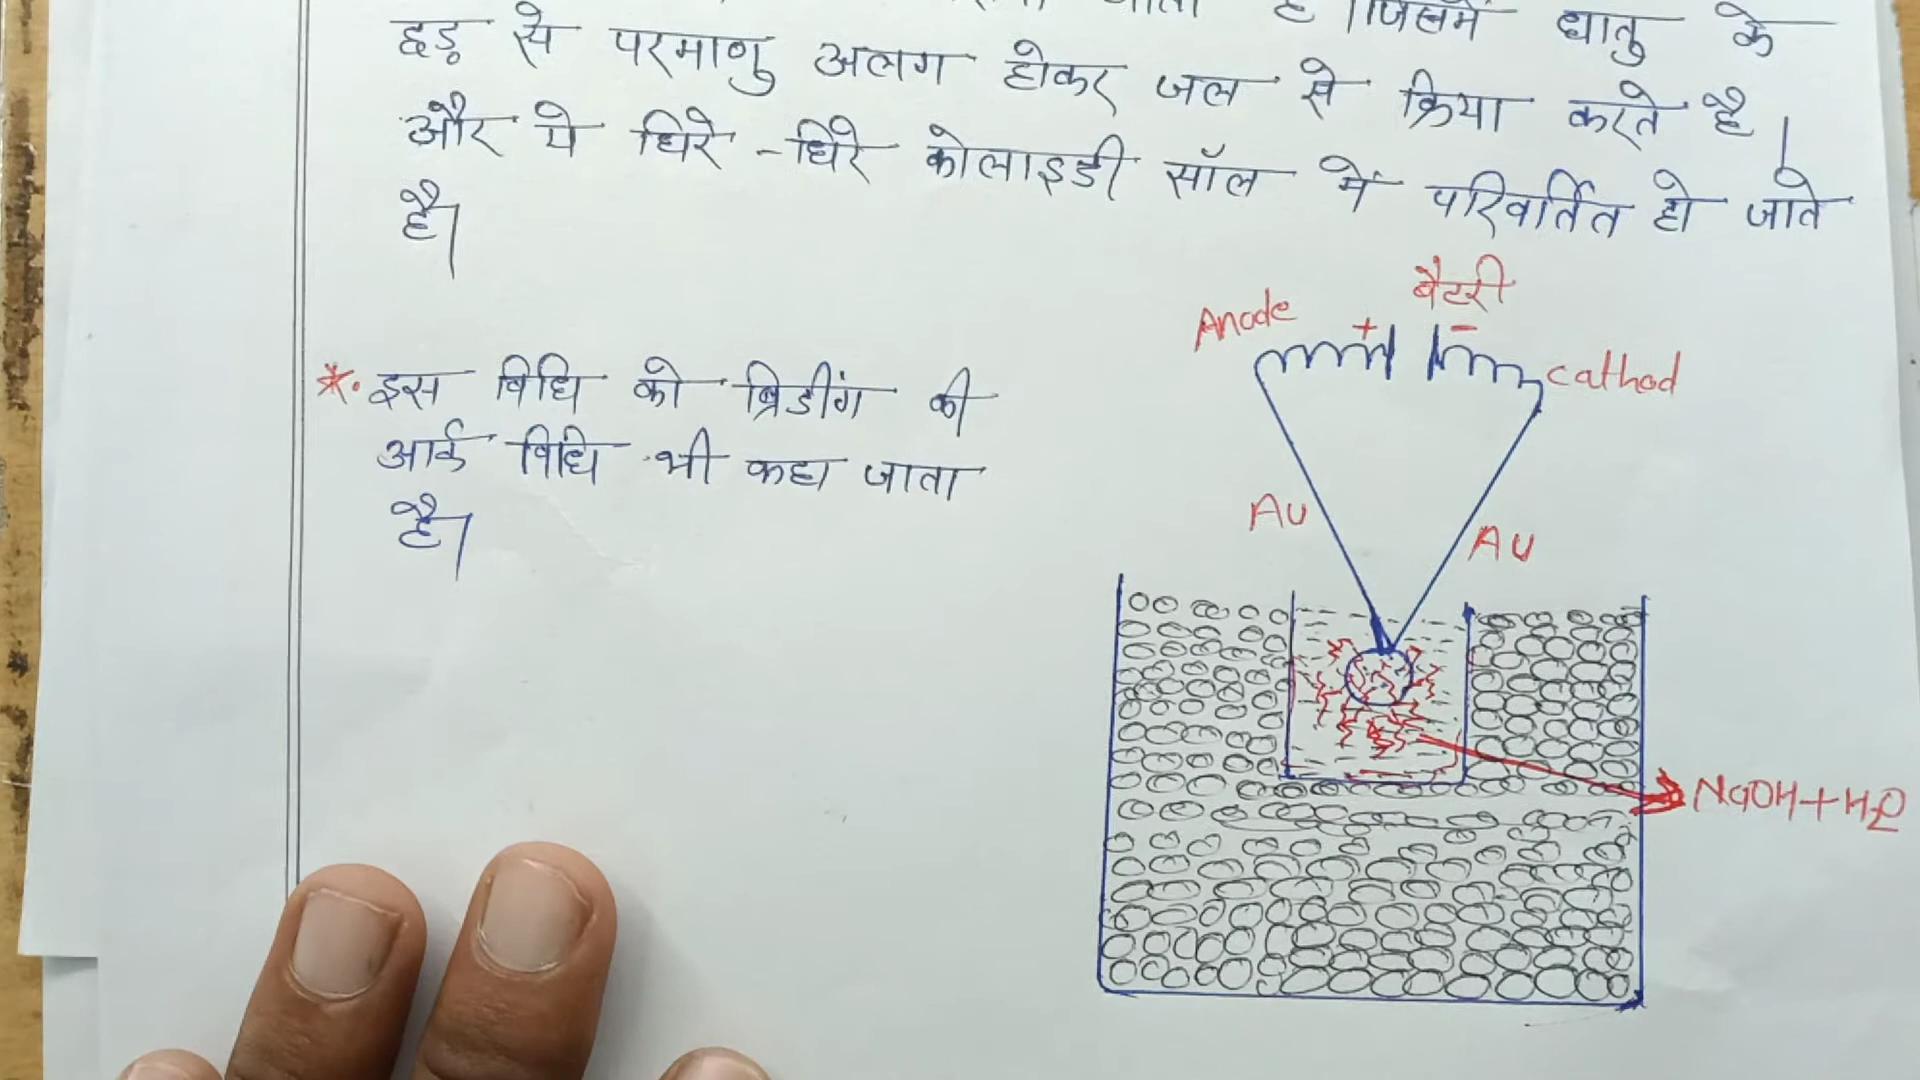 है। जिसमें धातु के
छड़ से परमाणु अलग होकर जल से क्रिया करते है।
और ये धिरे - धिरे कोलाइडी सॉल में परिवर्तित हो जाते
है।
*. इस विधि को ब्रिडींग की
आर्क विधि भी कहा जाता
है।
बैटरी
Anode + - cathod
Au
Au
NaOH+H2O